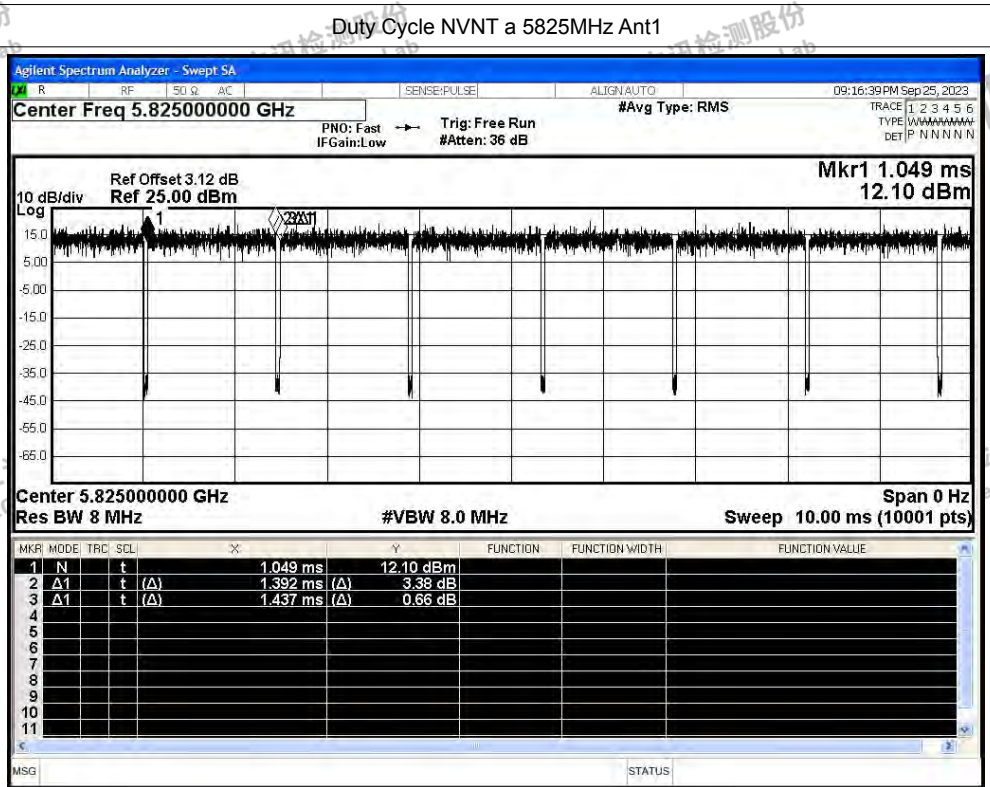 Duty Cycle NVNT a 5825MHz Ant1
Agilent Spectrum Analyzer - Swept SA
R RF 50 Ω AC SENSE:PULSE ALIGN AUTO 09:16:39 PM Sep 25, 2023
Center Freq 5.825000000 GHz #Avg Type: RMS TRACE 1 2 3 4 5 6
PNO: Fast Trig: Free Run TYPE
IFGain:Low #Atten: 36 dB DET P N N N N N
Mkr1 1.049 ms
Ref Offset 3.12 dB
10 dB/div Ref 25.00 dBm 12.10 dBm
Log
1
15.0
5.00
-5.00
-15.0
-25.0
-35.0
-45.0
-55.0
-65.0
Center 5.825000000 GHz Span 0 Hz
Res BW 8 MHz #VBW 8.0 MHz Sweep 10.00 ms (10001 pts)
MKR MODE TRC SCL X Y FUNCTION FUNCTION WIDTH FUNCTION VALUE
1 N t 1.049 ms 12.10 dBm
2 Δ1 t (Δ) 1.392 ms (Δ) 3.38 dB
3 Δ1 t (Δ) 1.437 ms (Δ) 0.66 dB
4
5
6
7
8
9
10
11
MSG STATUS